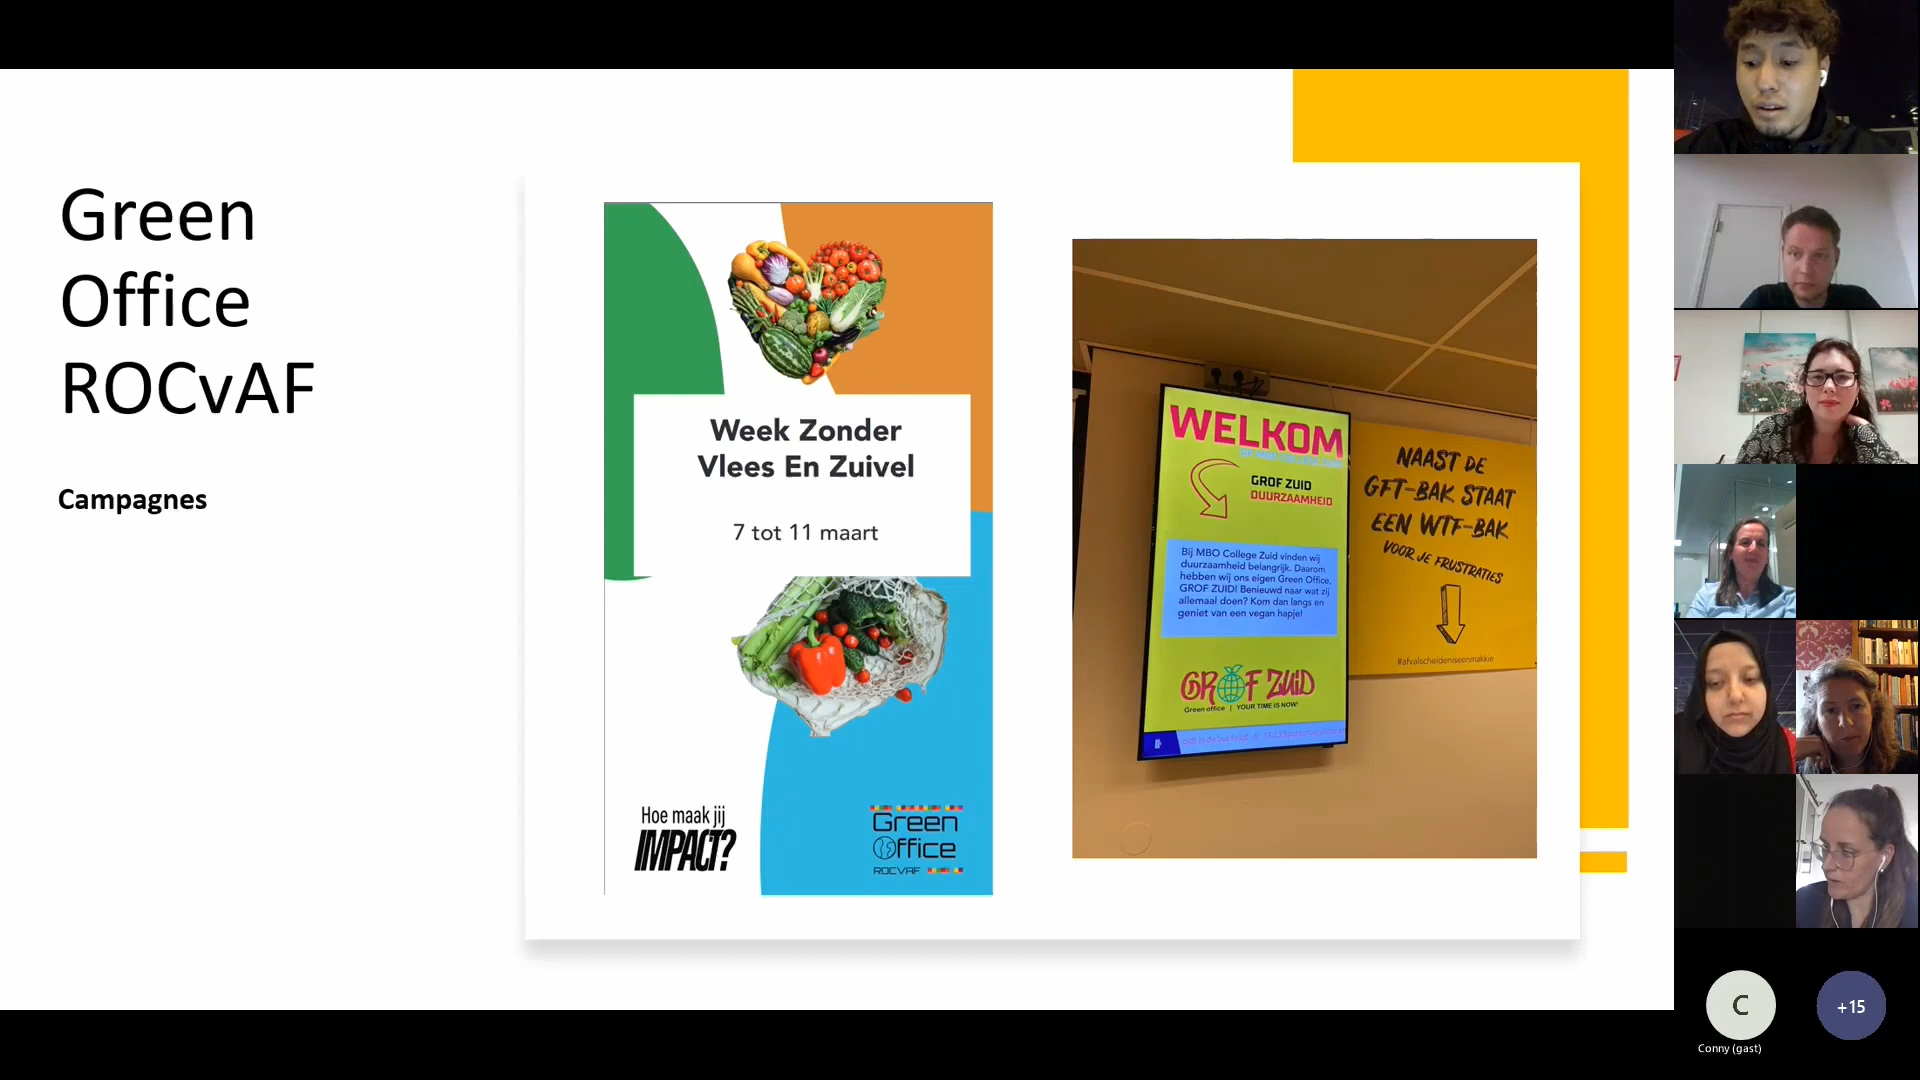 Green
Office
ROCvAF
Campagnes
Week Zonder
Vlees En Zuivel
7 tot 11 maart
Hoe maak jij
IMPACT?
Green
Office
ROCVAF
WELKOM
GROF ZUID
DUURZAAMHEID
Bij MBO College Zuid vinden wij
duurzaamheid belangrijk. Daarom
hebben wij ons eigen Green Office,
GROF ZUID! Benieuwd naar wat zij
allemaal doen? Kom dan langs en
geniet van een vegan hapje!
GROF ZUID
Green office | YOUR TIME IS NOW!
NAAST DE
GFT-BAK STAAT
EEN WTF-BAK
VOOR JE FRUSTRATIES
#afvalscheideniseenmakkie
C
+15
Conny (gast)